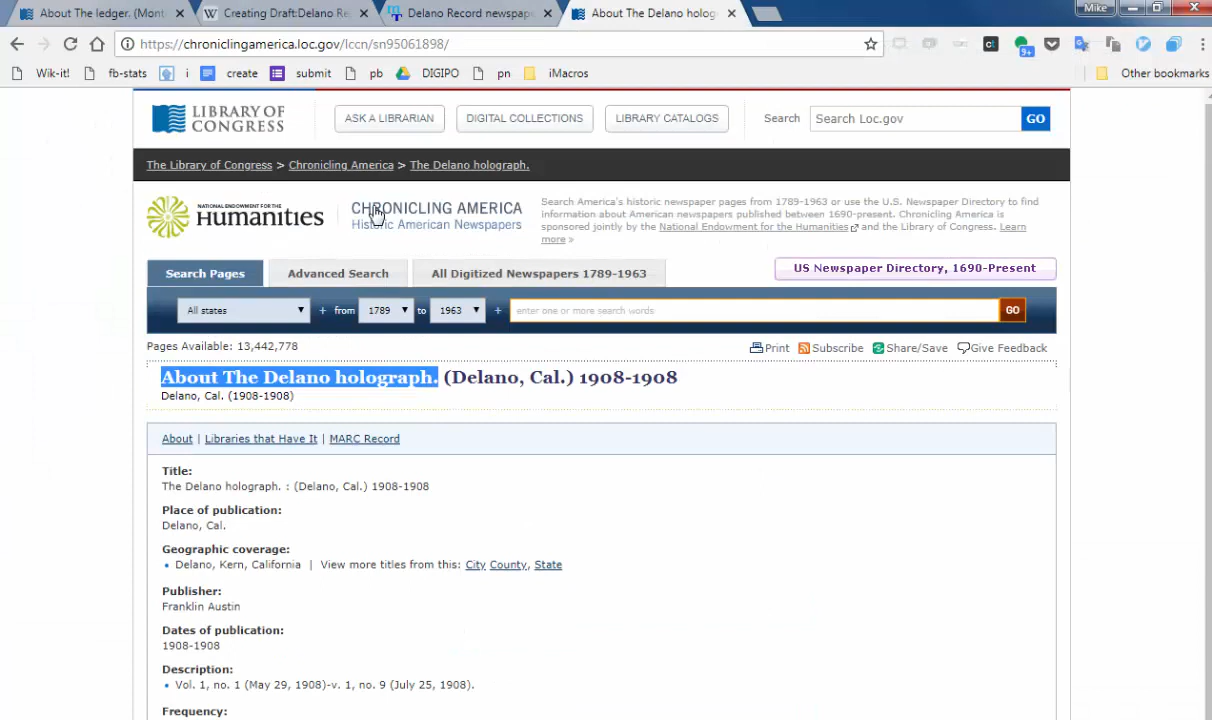 About The ledger. (Mont
Creating Draft:Delano Re
Delano Record newspape
About The Delano holog
Mike
https://chroniclingamerica.loc.gov/lccn/sn95061898/
Wik-it!
fb-stats
i
create
submit
pb
DIGIPO
pn
iMacros
Other bookmarks
LIBRARY OF CONGRESS
ASK A LIBRARIAN
DIGITAL COLLECTIONS
LIBRARY CATALOGS
Search
Search Loc.gov
GO
The Library of Congress > Chronicling America > The Delano holograph.
NATIONAL ENDOWMENT FOR THE
Humanities
CHRONICLING AMERICA
Historic American Newspapers
Search America's historic newspaper pages from 1789-1963 or use the U.S. Newspaper Directory to find
information about American newspapers published between 1690-present. Chronicling America is
sponsored jointly by the National Endowment for the Humanities and the Library of Congress. Learn
more »
Search Pages
Advanced Search
All Digitized Newspapers 1789-1963
US Newspaper Directory, 1690-Present
All states + from 1789 to 1963 + enter one or more search words GO
Pages Available: 13,442,778
Print Subscribe Share/Save Give Feedback
About The Delano holograph. (Delano, Cal.) 1908-1908
Delano, Cal. (1908-1908)
About | Libraries that Have It | MARC Record
Title:
The Delano holograph. : (Delano, Cal.) 1908-1908
Place of publication:
Delano, Cal.
Geographic coverage:
• Delano, Kern, California | View more titles from this: City County, State
Publisher:
Franklin Austin
Dates of publication:
1908-1908
Description:
• Vol. 1, no. 1 (May 29, 1908)-v. 1, no. 9 (July 25, 1908).
Frequency: